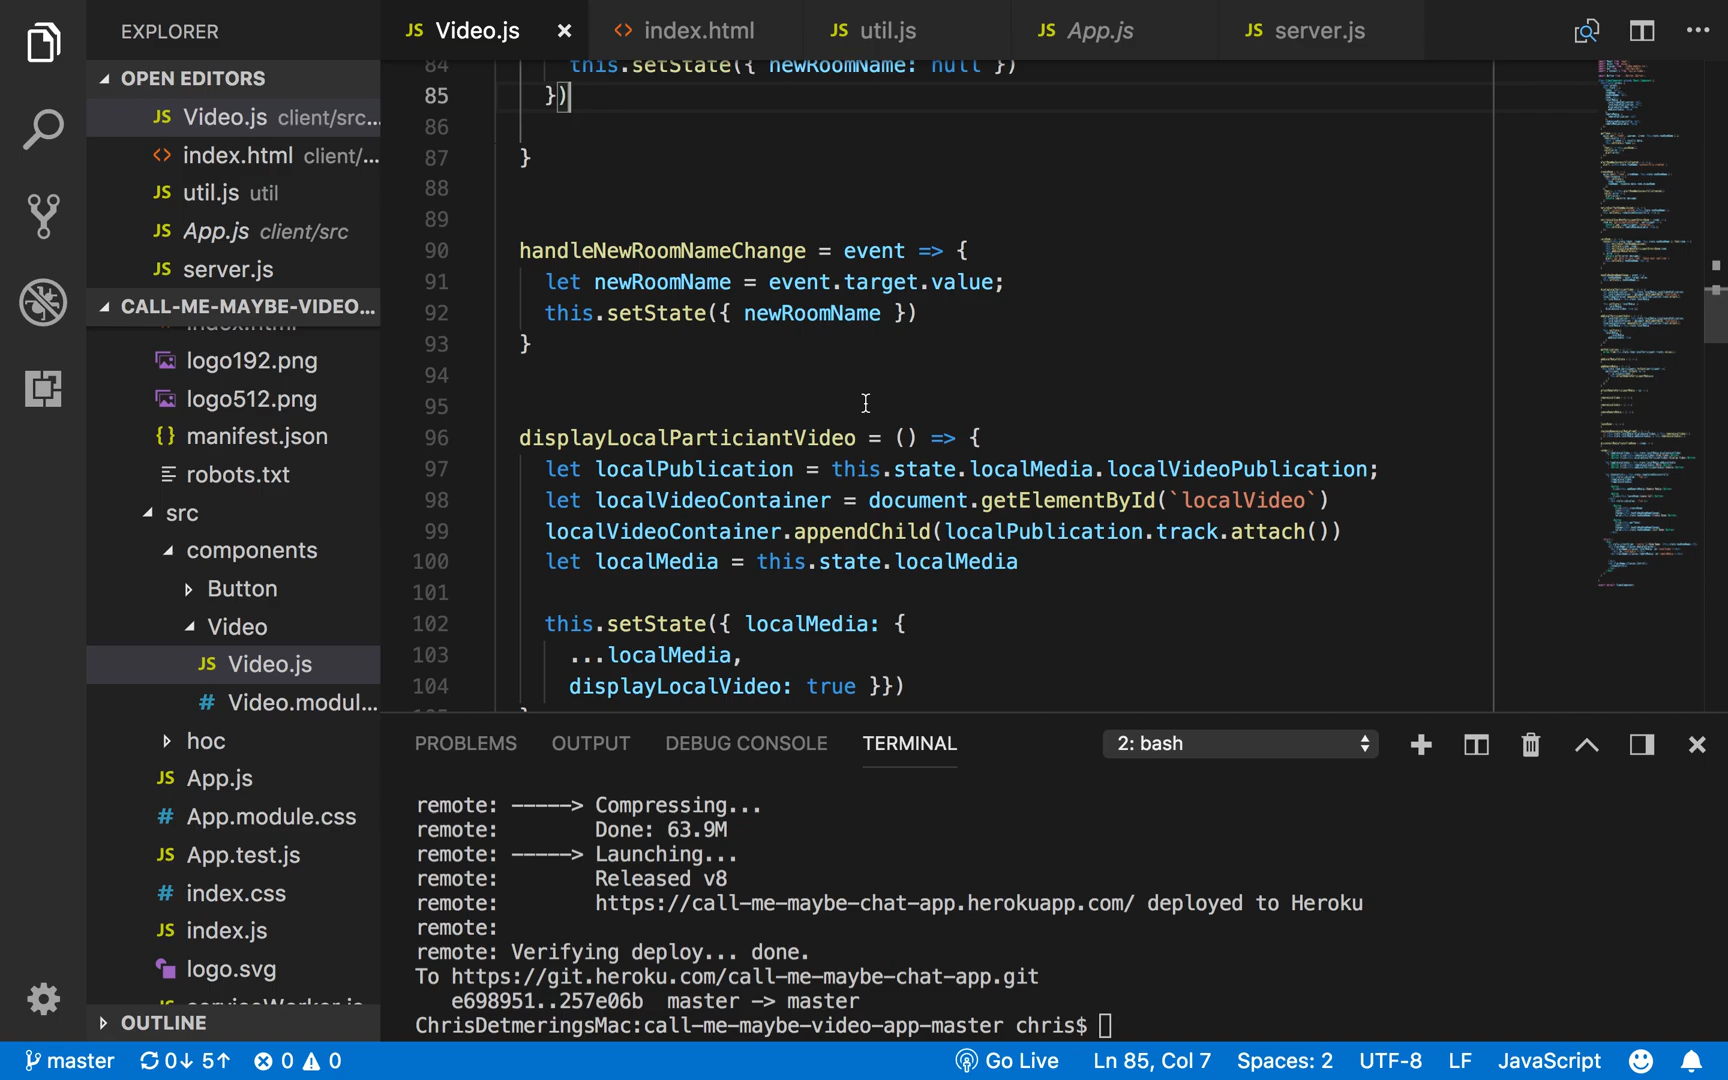 EXPLORER
JS Video.js
<> index.html
JS util.js
JS App.js
JS server.js
OPEN EDITORS
JS Video.js client/src...
<> index.html client/...
JS util.js util
JS App.js client/src
JS server.js
CALL-ME-MAYBE-VIDEO...
index.html
logo192.png
logo512.png
{} manifest.json
robots.txt
src
components
Button
Video
JS Video.js
# Video.modul...
hoc
JS App.js
# App.module.css
JS App.test.js
# index.css
JS index.js
logo.svg
JS serviceWorker.js
OUTLINE
84 this.setState({ newRoomName: null })
85 })
86
87 }
88
89
90 handleNewRoomNameChange = event => {
91 let newRoomName = event.target.value;
92 this.setState({ newRoomName })
93 }
94
95
96 displayLocalParticiantVideo = () => {
97 let localPublication = this.state.localMedia.localVideoPublication;
98 let localVideoContainer = document.getElementById(`localVideo`)
99 localVideoContainer.appendChild(localPublication.track.attach())
100 let localMedia = this.state.localMedia
101
102 this.setState({ localMedia: {
103 ...localMedia,
104 displayLocalVideo: true }})
PROBLEMS OUTPUT DEBUG CONSOLE TERMINAL 2: bash
remote: -----> Compressing...
remote: Done: 63.9M
remote: -----> Launching...
remote: Released v8
remote: https://call-me-maybe-chat-app.herokuapp.com/ deployed to Heroku
remote:
remote: Verifying deploy... done.
To https://git.heroku.com/call-me-maybe-chat-app.git
e698951..257e06b master -> master
ChrisDetmeringsMac:call-me-maybe-video-app-master chris$
master 0↓ 5↑ 0 0 Go Live Ln 85, Col 7 Spaces: 2 UTF-8 LF JavaScript